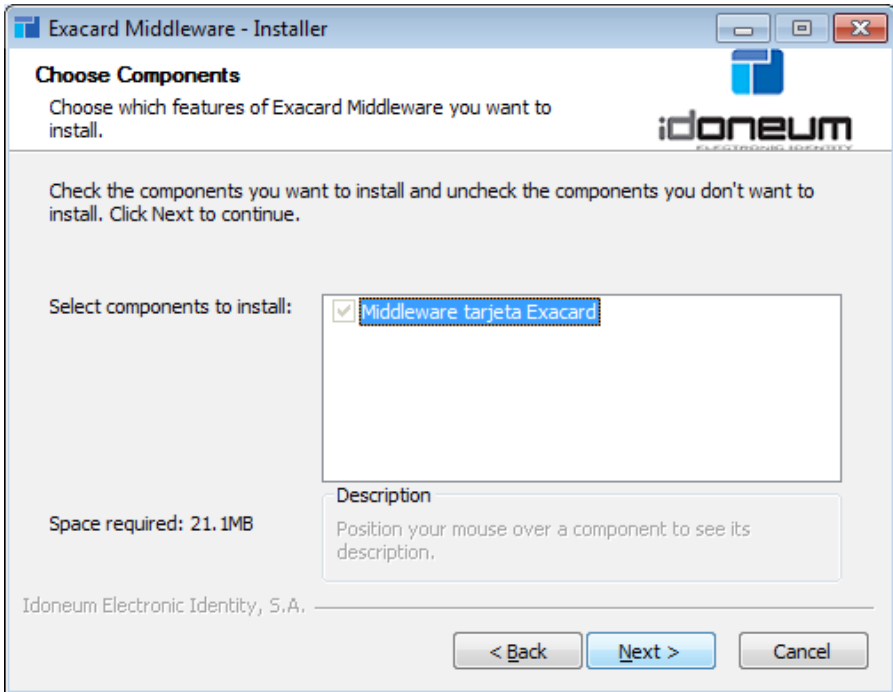 Exacard Middleware - Installer
Choose Components
Choose which features of Exacard Middleware you want to
install.
idoneum
ELECTRONIC IDENTITY
Check the components you want to install and uncheck the components you don't want to
install. Click Next to continue.
Select components to install:
Middleware tarjeta Exacard
Space required: 21.1MB
Description
Position your mouse over a component to see its
description.
Idoneum Electronic Identity, S.A.
< Back
Next >
Cancel